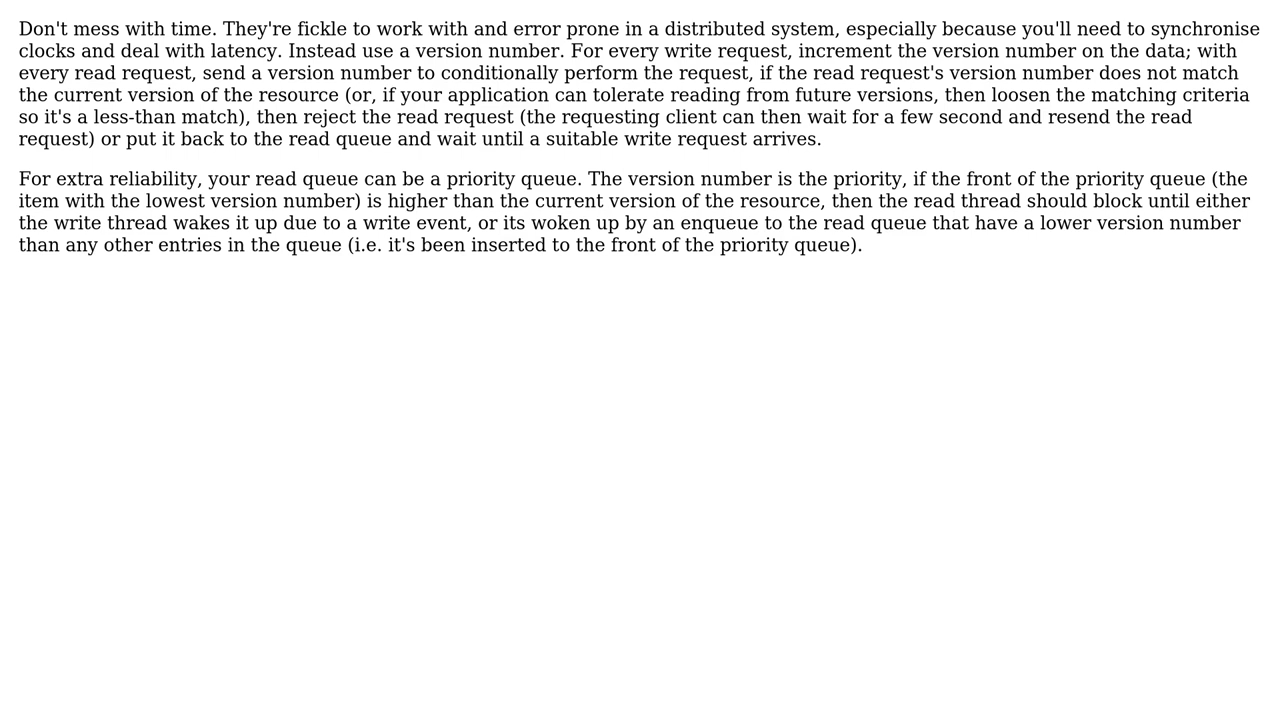 Don't mess with time. They're fickle to work with and error prone in a distributed system, especially because you'll need to synchronise
clocks and deal with latency. Instead use a version number. For every write request, increment the version number on the data; with
every read request, send a version number to conditionally perform the request, if the read request's version number does not match
the current version of the resource (or, if your application can tolerate reading from future versions, then loosen the matching criteria
so it's a less-than match), then reject the read request (the requesting client can then wait for a few second and resend the read
request) or put it back to the read queue and wait until a suitable write request arrives.
For extra reliability, your read queue can be a priority queue. The version number is the priority, if the front of the priority queue (the
item with the lowest version number) is higher than the current version of the resource, then the read thread should block until either
the write thread wakes it up due to a write event, or its woken up by an enqueue to the read queue that have a lower version number
than any other entries in the queue (i.e. it's been inserted to the front of the priority queue).